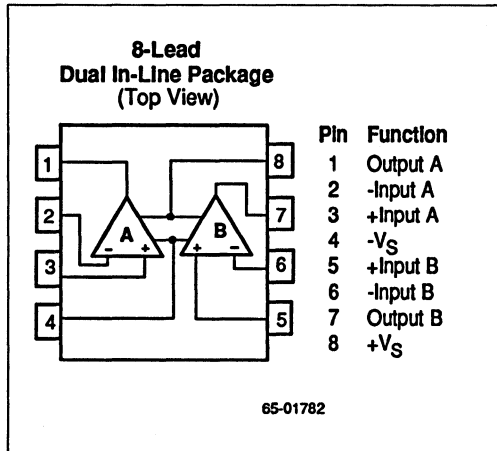 8-Lead
Dual In-Line Package
(Top View)
1
2
3
4
8
7
6
5
A
B
- +
+ -
Pin Function
1 Output A
2 -Input A
3 +Input A
4 -VS
5 +Input B
6 -Input B
7 Output B
8 +VS
65-01782